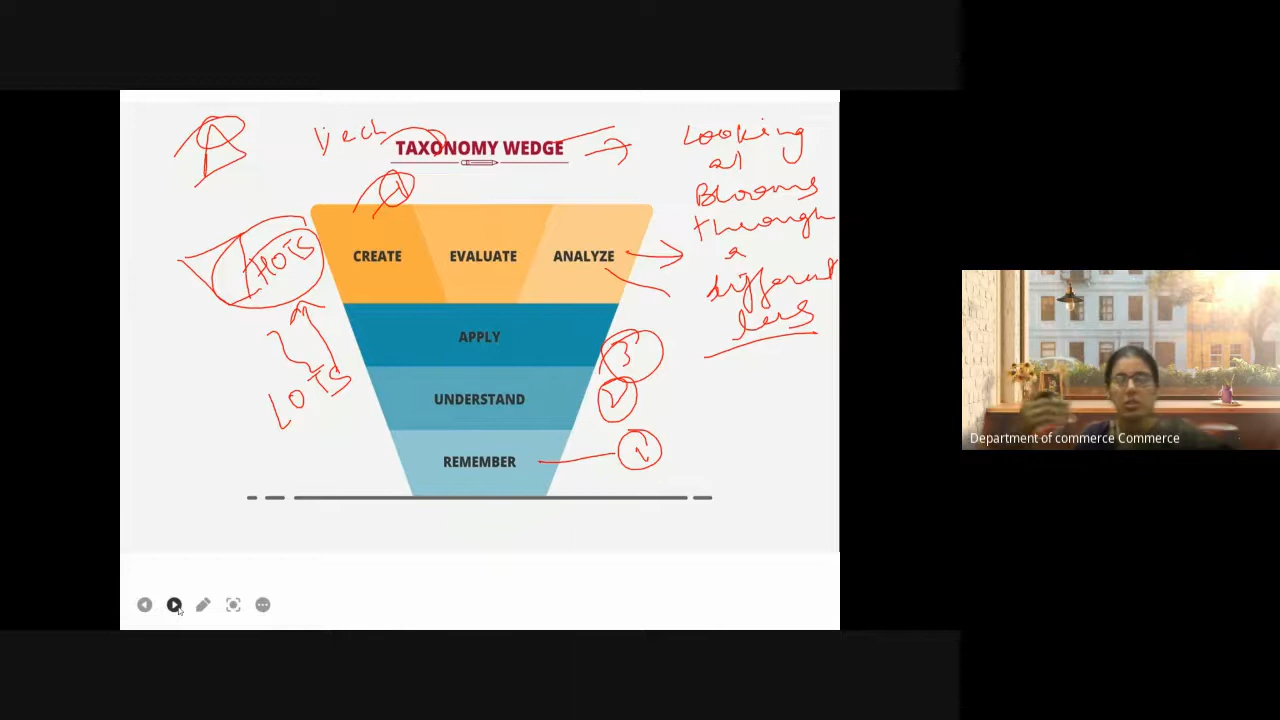 TAXONOMY WEDGE
Looking
at
Blooms
through
a
different
lens
HOTS
CREATE
EVALUATE
ANALYZE
APPLY
3
LOTS
UNDERSTAND
REMEMBER
Department of commerce Commerce